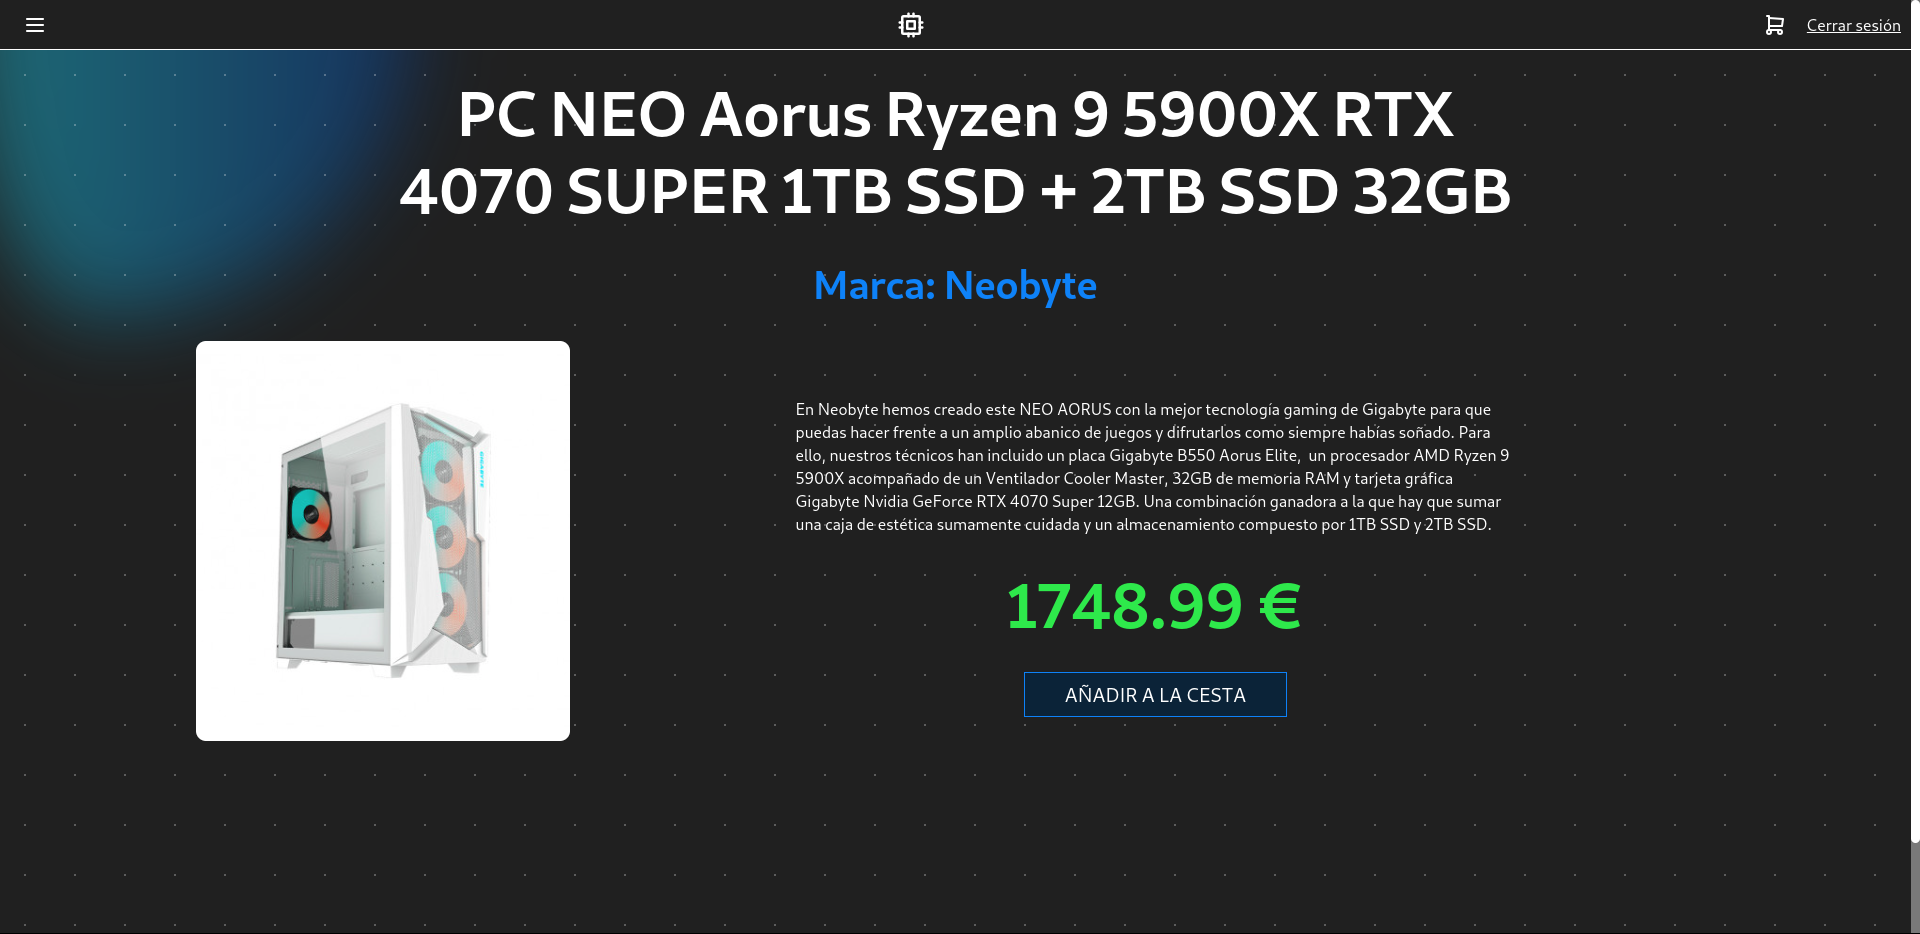 Cerrar sesión
PC NEO Aorus Ryzen 9 5900X RTX
4070 SUPER 1TB SSD + 2TB SSD 32GB
Marca: Neobyte
GIGABYTE
En Neobyte hemos creado este NEO AORUS con la mejor tecnología gaming de Gigabyte para que
puedas hacer frente a un amplio abanico de juegos y difrutarlos como siempre habías soñado. Para
ello, nuestros técnicos han incluido un placa Gigabyte B550 Aorus Elite,  un procesador AMD Ryzen 9
5900X acompañado de un Ventilador Cooler Master, 32GB de memoria RAM y tarjeta gráfica
Gigabyte Nvidia GeForce RTX 4070 Super 12GB. Una combinación ganadora a la que hay que sumar
una caja de estética sumamente cuidada y un almacenamiento compuesto por 1TB SSD y 2TB SSD.
1748.99 €
AÑADIR A LA CESTA